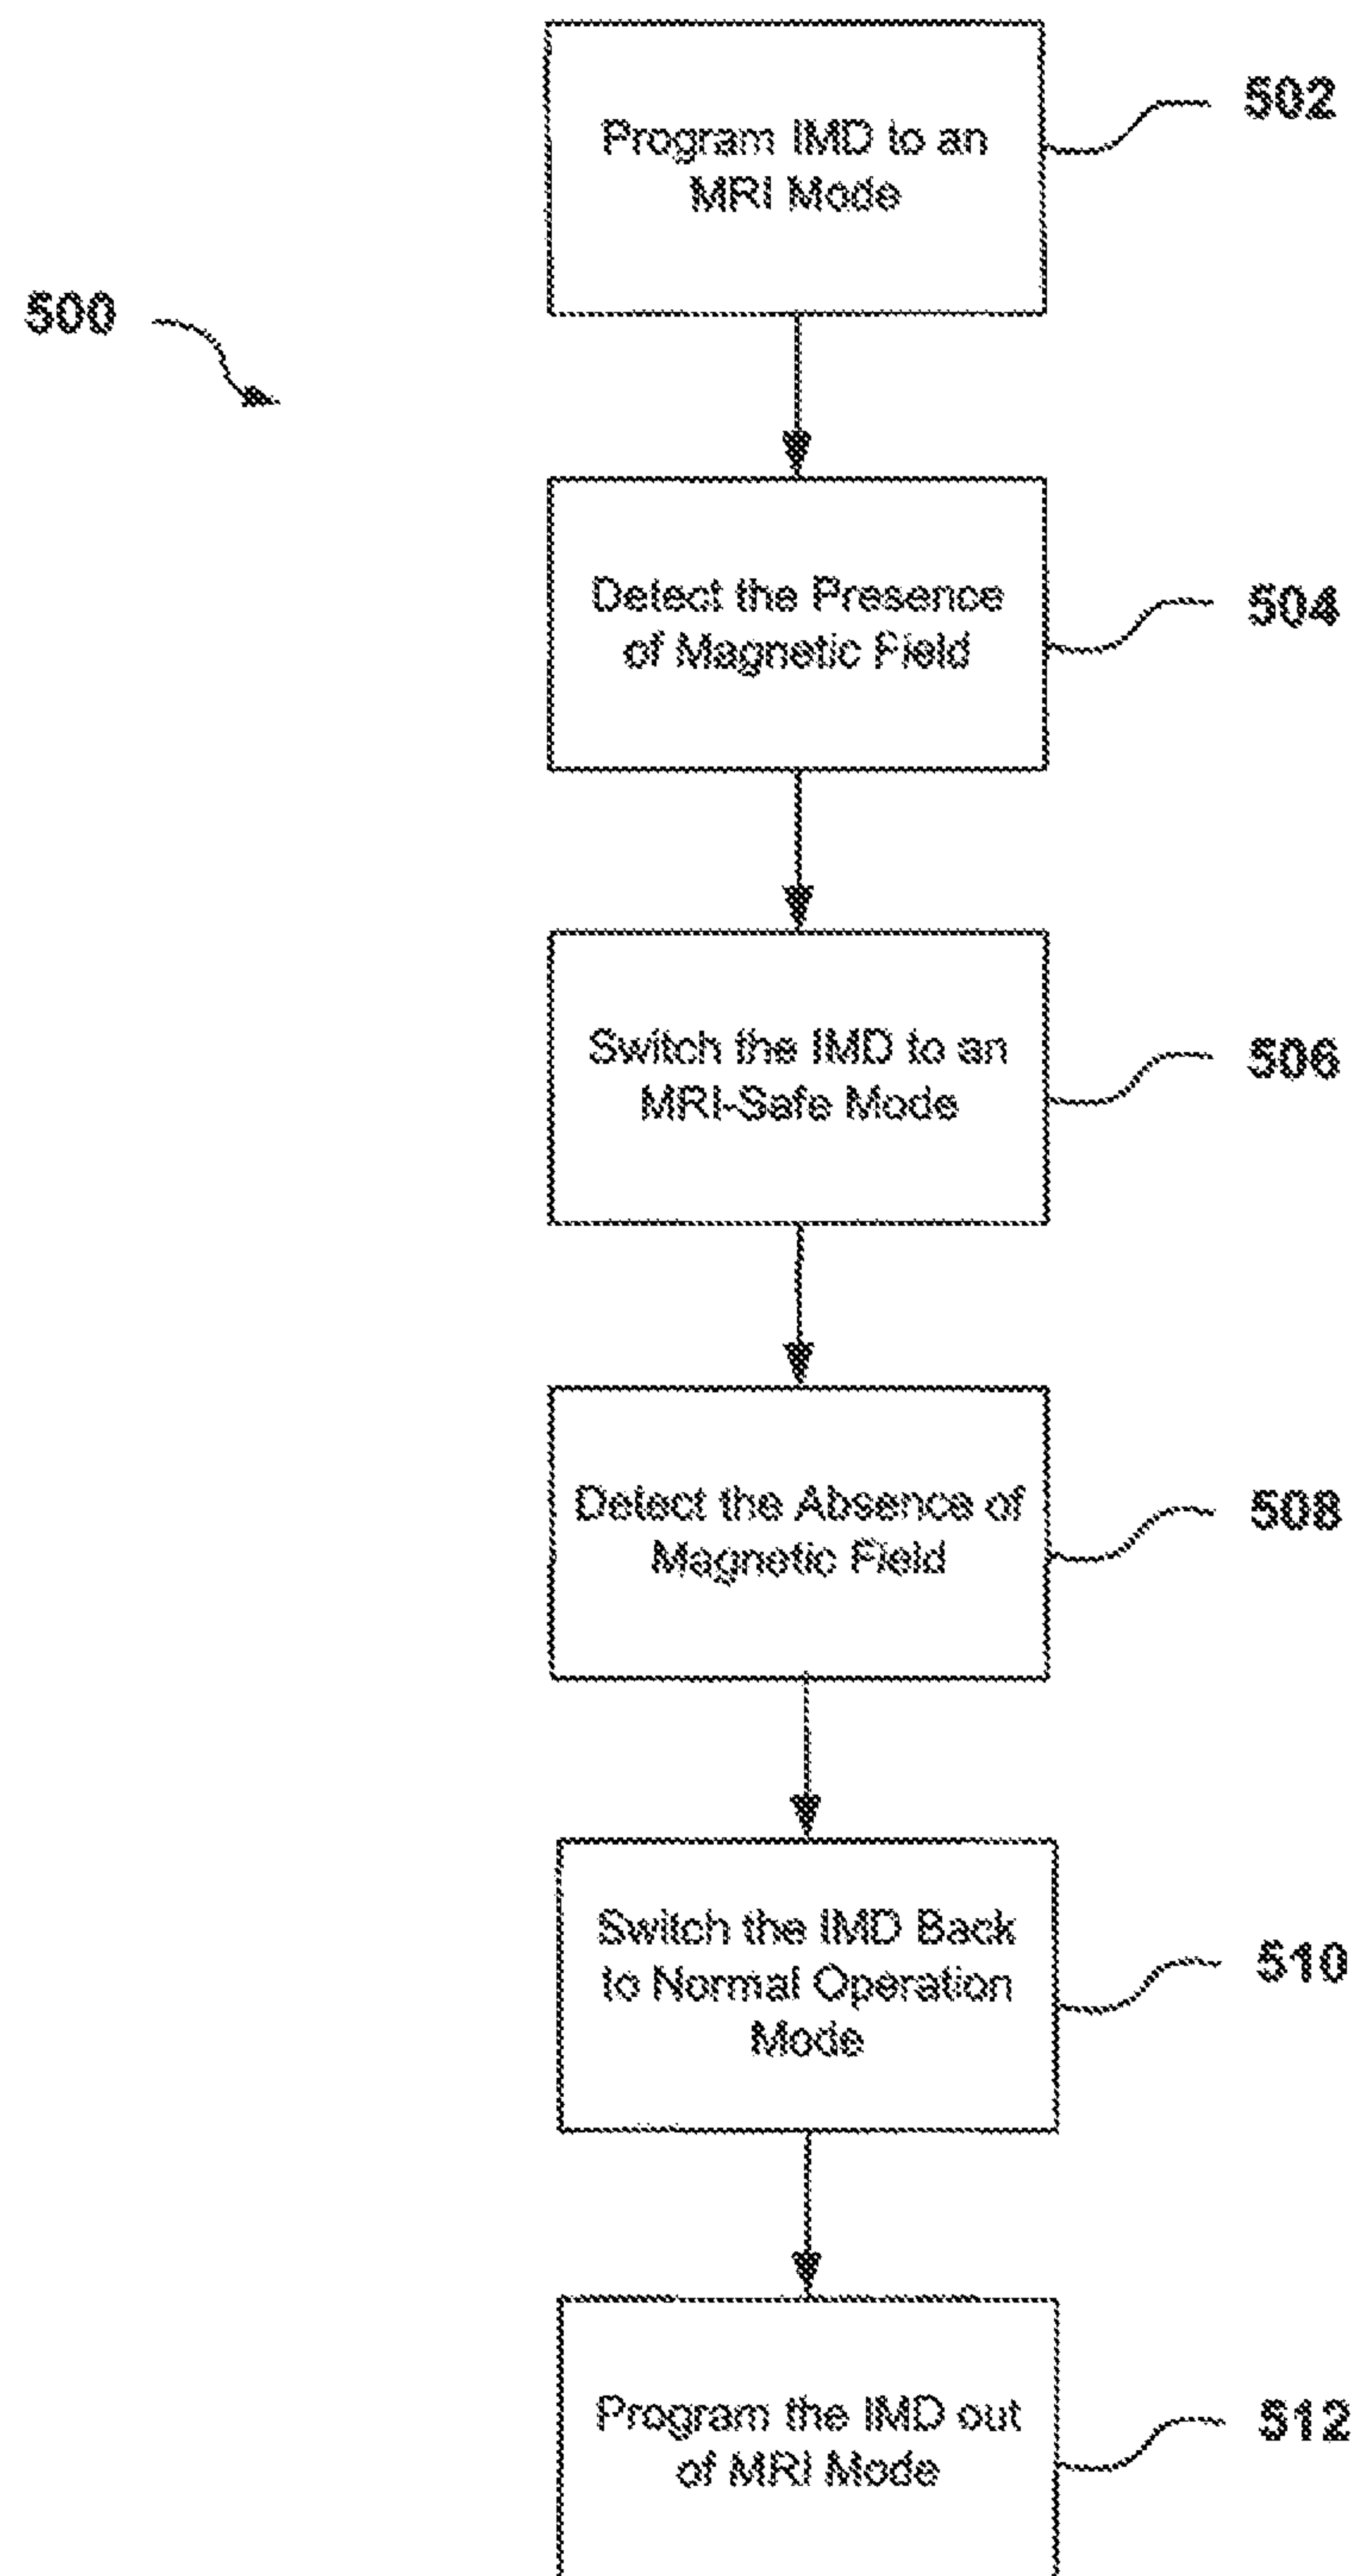 Program IMD to an
MRI Mode
502
500
Detect the Presence
of Magnetic Field
504
Switch the IMD to an
MRI-Safe Mode
506
Detect the Absence of
Magnetic Field
508
Switch the IMD Back
to Normal Operation
Mode
510
Program the IMD out
of MRI Mode
512